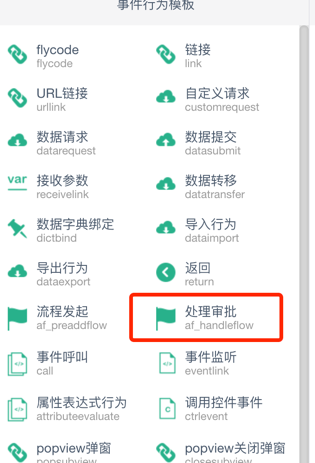 事件行为模板
flycode
flycode
链接
link
URL链接
urllink
自定义请求
customrequest
数据请求
datarequest
数据提交
datasubmit
var
接收参数
receivelink
数据转移
datatransfer
数据字典绑定
dictbind
导入行为
dataimport
导出行为
dataexport
返回
return
流程发起
af_preaddflow
处理审批
af_handleflow
事件呼叫
call
事件监听
eventlink
属性表达式行为
attributeevaluate
调用控件事件
ctrlevent
popview弹窗
popsubview
popview关闭弹窗
closesubview